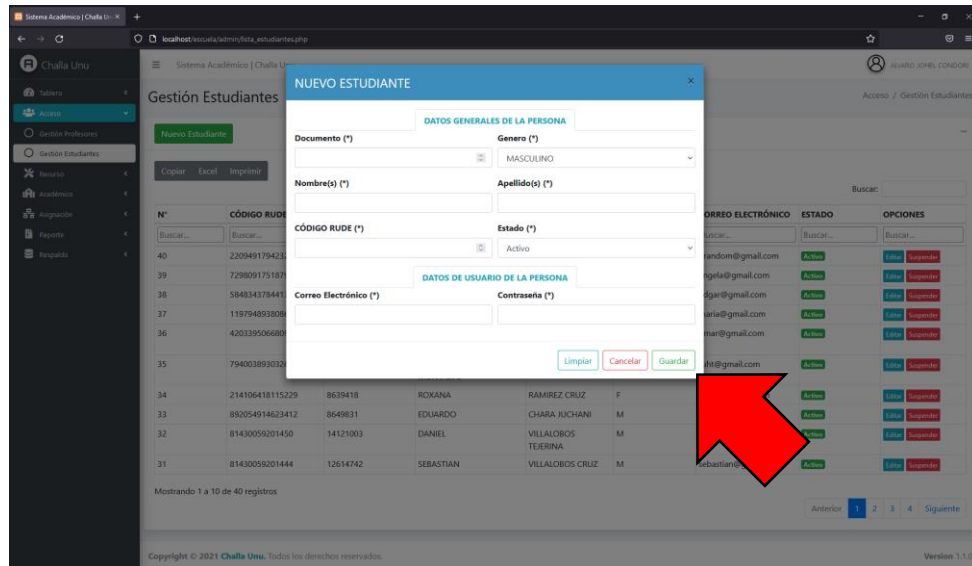 Sistema Académico | Challa Un
localhost/escuela/admin/lista_estudiantes.php
Challa Unu
Sistema Académico | Challa U
ALVARO JOHEL CONDORI
Tablero
Acceso
Gestión Profesores
Gestión Estudiantes
Recurso
Académico
Asignación
Reporte
Respaldo
Gestión Estudiantes
Acceso / Gestión Estudiantes
Nuevo Estudiante
Copiar Excel Imprimir
Buscar:
NUEVO ESTUDIANTE ×
DATOS GENERALES DE LA PERSONA
Documento (*) Genero (*)
MASCULINO
Nombre(s) (*) Apellido(s) (*)
CÓDIGO RUDE (*) Estado (*)
Activo
DATOS DE USUARIO DE LA PERSONA
Correo Electrónico (*) Contraseña (*)
Limpiar Cancelar Guardar
N° CÓDIGO RUDE ORREO ELECTRÓNICO ESTADO OPCIONES
Buscar... Buscar... Buscar... Buscar...
40 random@gmail.com Activo Editar Suspender
39 ngela@gmail.com Activo Editar Suspender
38 dgar@gmail.com Activo Editar Suspender
37 aria@gmail.com Activo Editar Suspender
36 mar@gmail.com Activo Editar Suspender
35 ht@gmail.com Activo Editar Suspender
34 214106418115229 8639418 ROXANA RAMIREZ CRUZ F Activo Editar Suspender
33 892054914623412 8649831 EDUARDO CHARA JUCHANI M Activo Editar Suspender
32 81430059201450 14121003 DANIEL VILLALOBOS TEJERINA M Activo Editar Suspender
31 81430059201444 12614742 SEBASTIAN VILLALOBOS CRUZ M sebastian@g Activo Editar Suspender
Mostrando 1 a 10 de 40 registros
Anterior 1 2 3 4 Siguiente
Copyright © 2021 Challa Unu. Todos los derechos reservados.
Version 1.1.0